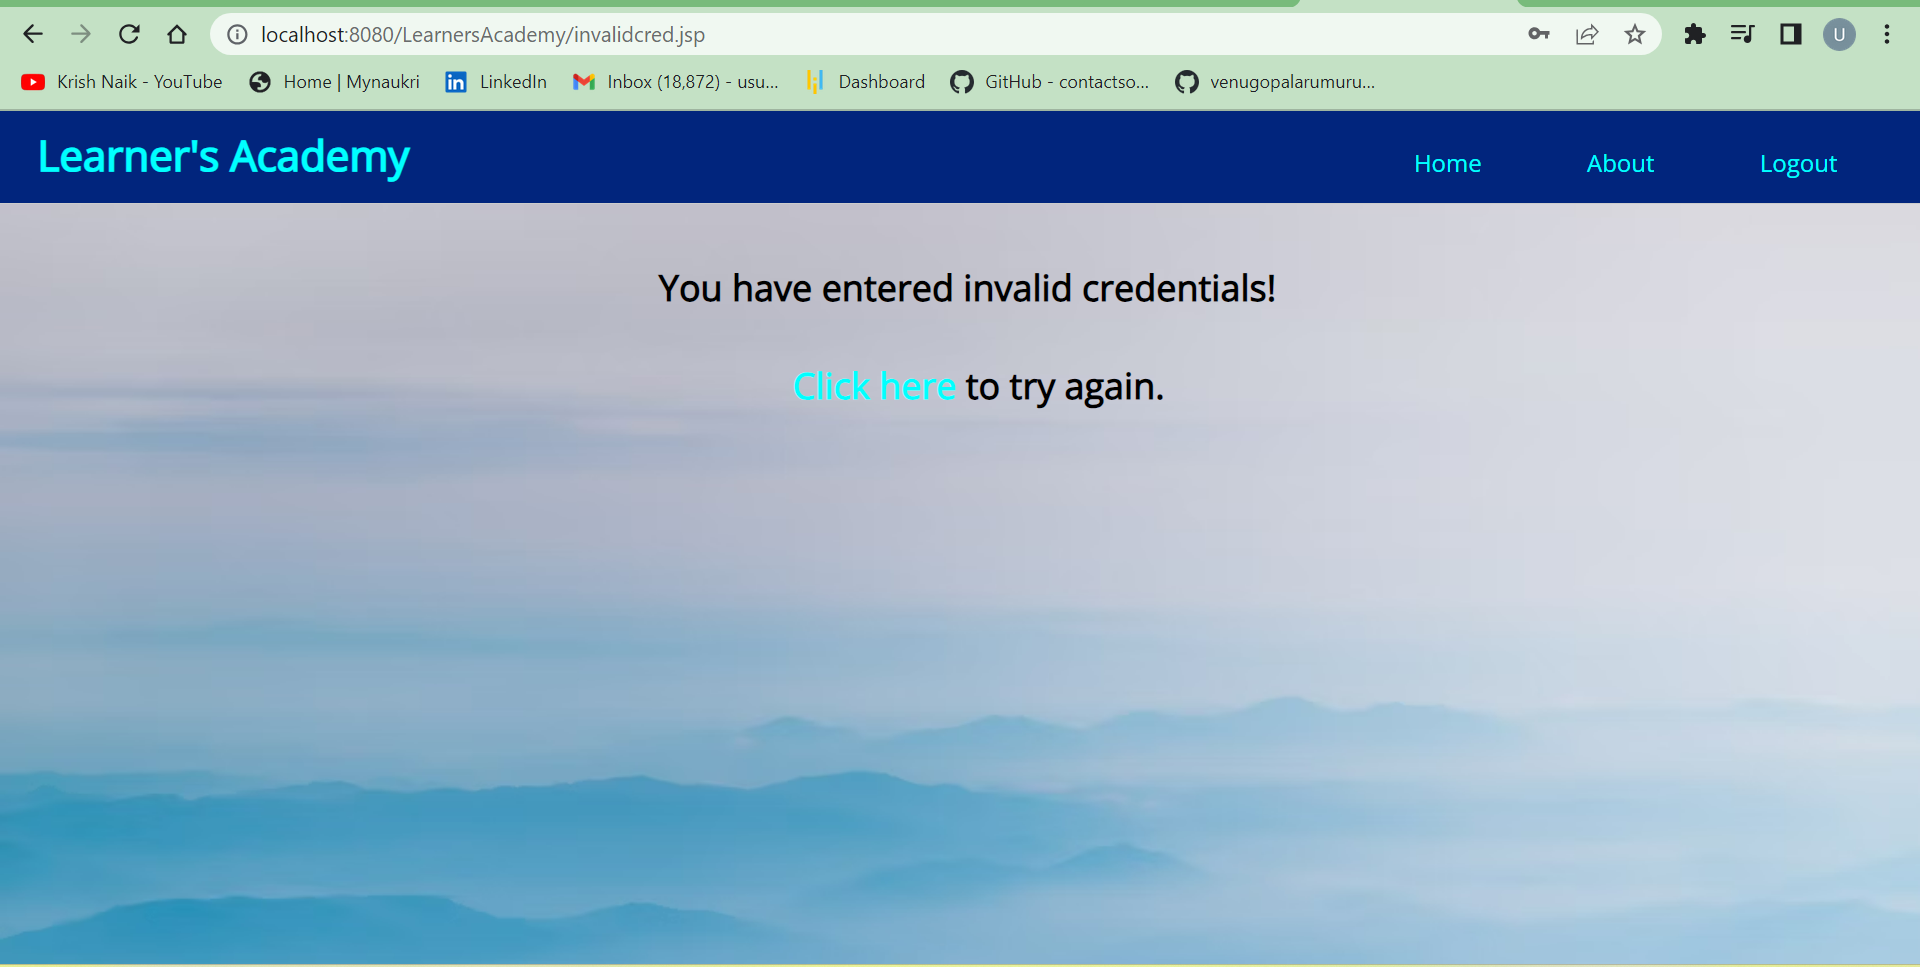 localhost:8080/LearnersAcademy/invalidcred.jsp
U
Krish Naik - YouTube Home | Mynaukri in LinkedIn Inbox (18,872) - usu... Dashboard GitHub - contactso... venugopalarumuru...
Learner's Academy Home About Logout
You have entered invalid credentials!
Click here to try again.